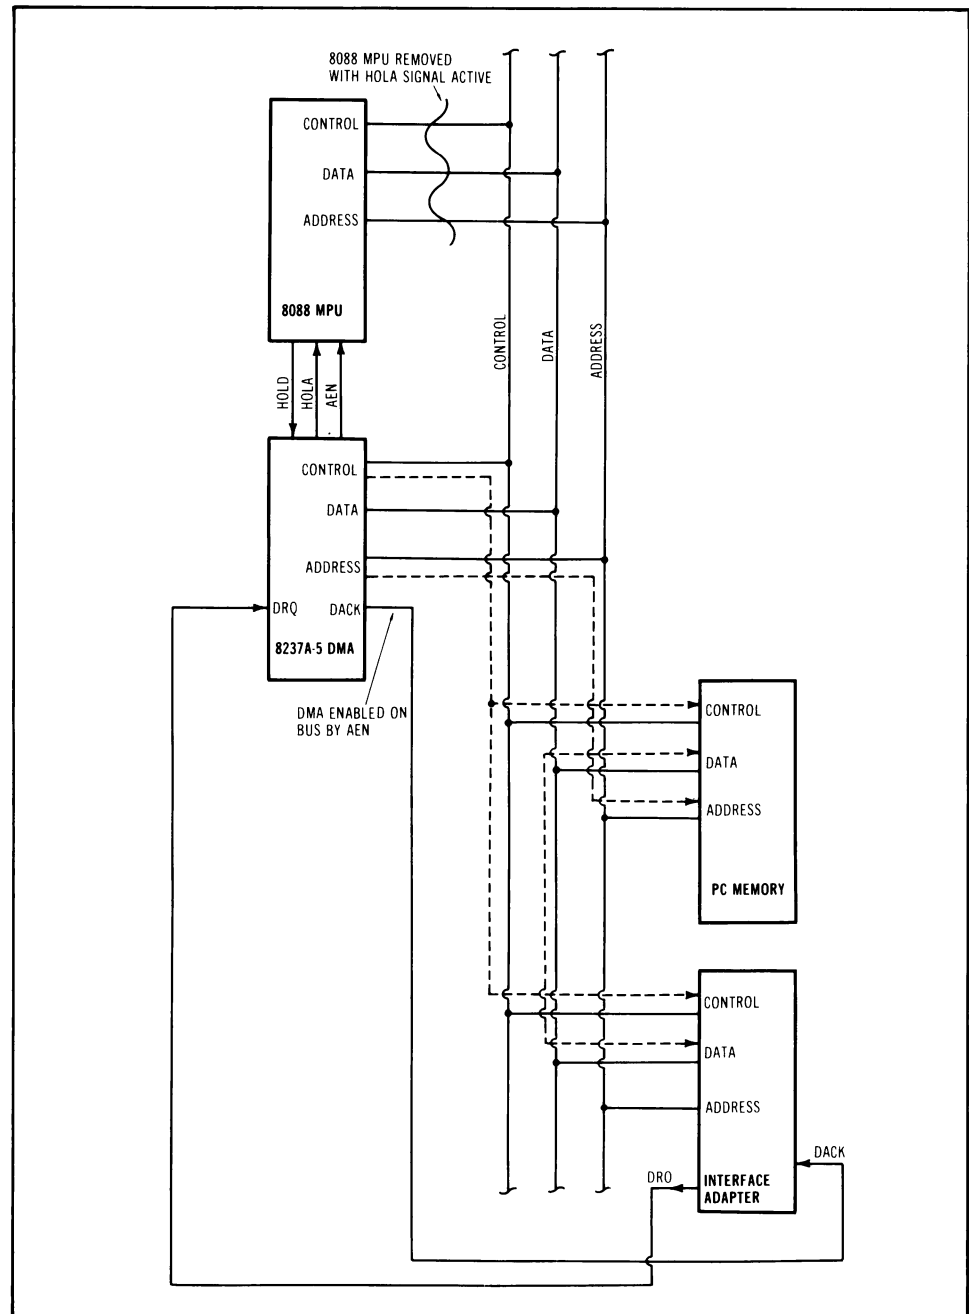 8088 MPU REMOVED
WITH HOLA SIGNAL ACTIVE
CONTROL
DATA
ADDRESS
8088 MPU
CONTROL
DATA
ADDRESS
HOLD
HOLA
AEN
CONTROL
DATA
ADDRESS
DRQ
DACK
8237A-5 DMA
DMA ENABLED ON
BUS BY AEN
CONTROL
DATA
ADDRESS
PC MEMORY
CONTROL
DATA
ADDRESS
DACK
DRO
INTERFACE
ADAPTER